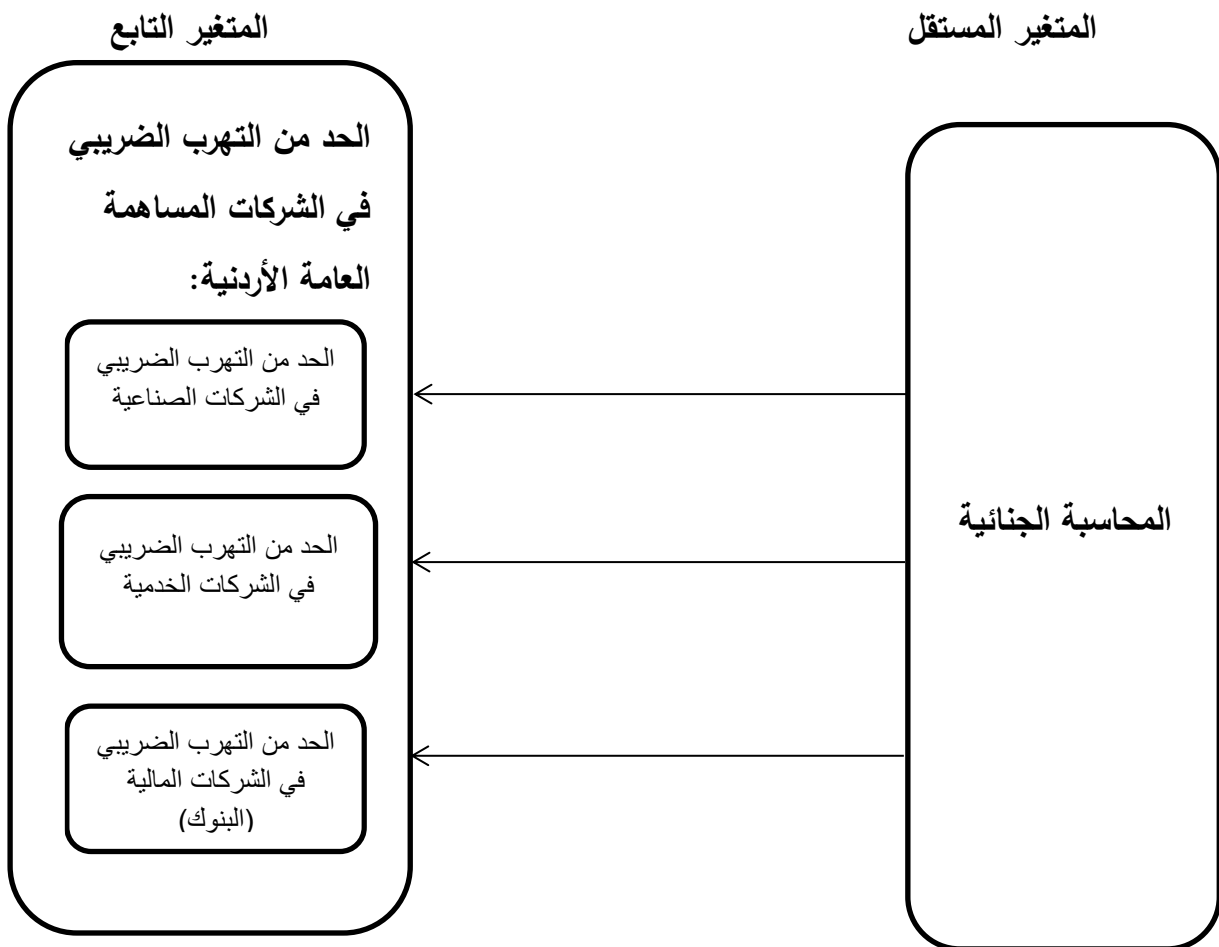 المتغير المستقل
المتغير التابع
المحاسبة الجنائية
الحد من التهرب الضريبي
في الشركات المساهمة
العامة الأردنية:
الحد من التهرب الضريبي
في الشركات الصناعية
الحد من التهرب الضريبي
في الشركات الخدمية
الحد من التهرب الضريبي
في الشركات المالية
(البنوك)